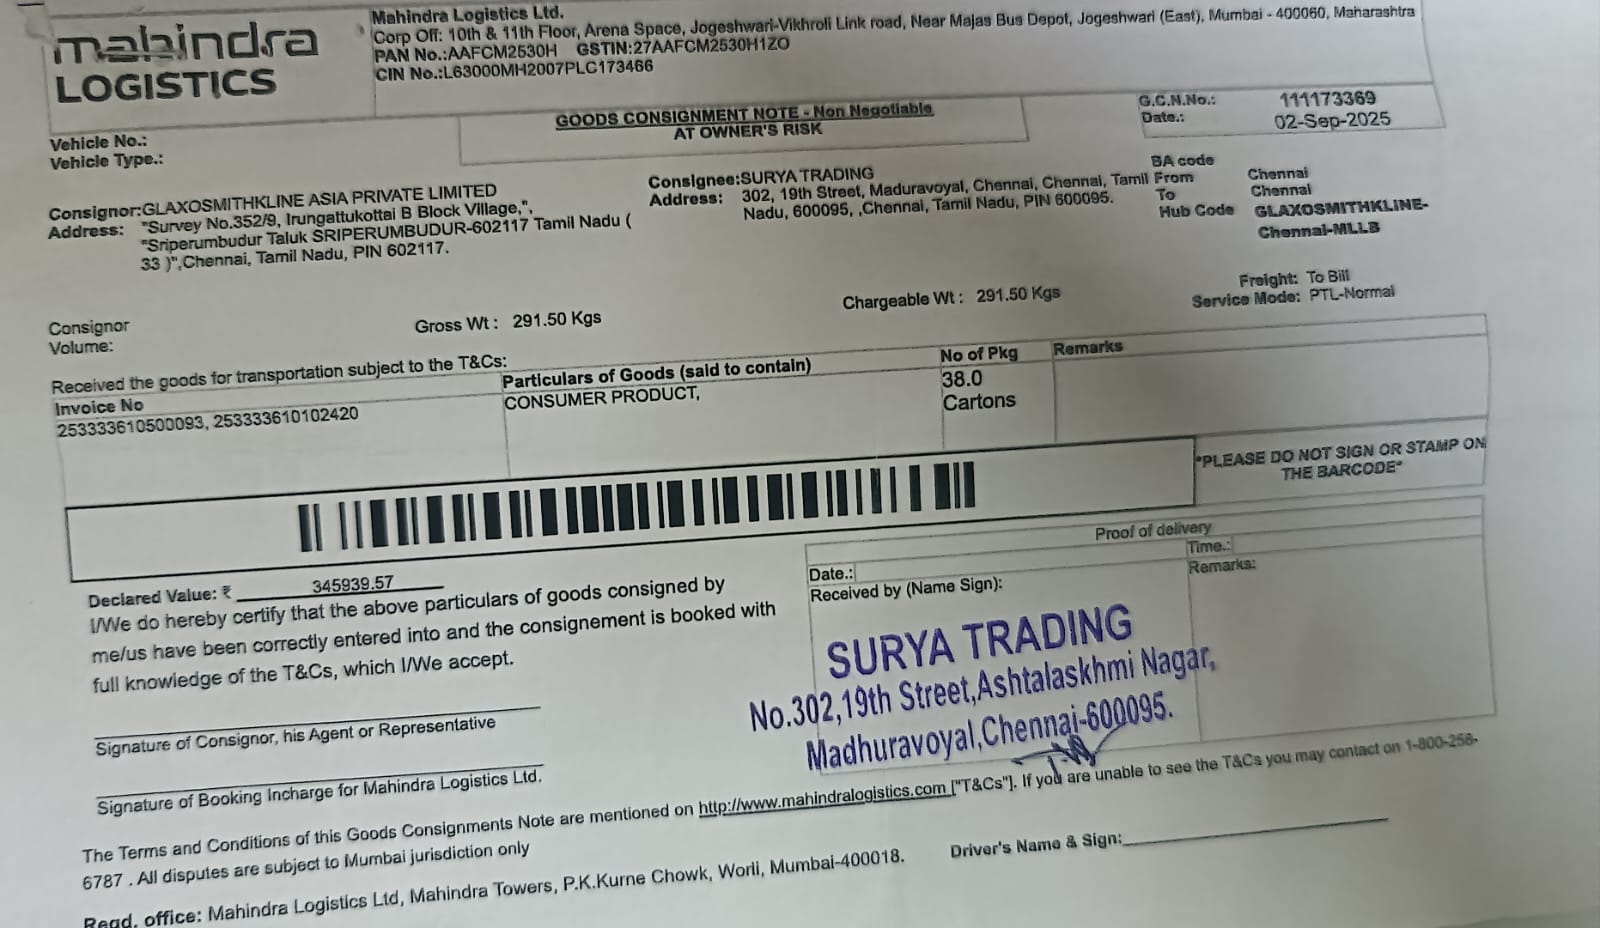 mahindra
LOGISTICS
Mahindra Logistics Ltd.
Corp Off: 10th & 11th Floor, Arena Space, Jogeshwari-Vikhroli Link road, Near Majas Bus Depot, Jogeshwari (East), Mumbai - 400060, Maharashtra
PAN No.:AAFCM2530H GSTIN:27AAFCM2530H1ZO
CIN No.:L63000MH2007PLC173466
GOODS CONSIGNMENT NOTE - Non Negotiable
AT OWNER'S RISK
G.C.N.No.: 111173369
Date.: 02-Sep-2025
Vehicle No.:
Vehicle Type.:
Consignor:GLAXOSMITHKLINE ASIA PRIVATE LIMITED
Address: "Survey No.352/9, Irungattukottai B Block Village,",
"Sriperumbudur Taluk SRIPERUMBUDUR-602117 Tamil Nadu (
33 )",Chennai, Tamil Nadu, PIN 602117.
Consignee:SURYA TRADING
Address: 302, 19th Street, Maduravoyal, Chennai, Chennai, Tamil
Nadu, 600095, ,Chennai, Tamil Nadu, PIN 600095.
BA code
From Chennai
To Chennai
Hub Code GLAXOSMITHKLINE-
Chennai-MLLB
Consignor
Volume:
Gross Wt : 291.50 Kgs
Chargeable Wt : 291.50 Kgs
Freight: To Bill
Service Mode: PTL-Normal
Received the goods for transportation subject to the T&Cs:
Invoice No
253333610500093, 253333610102420
Particulars of Goods (said to contain)
CONSUMER PRODUCT,
No of Pkg
38.0
Cartons
Remarks
*PLEASE DO NOT SIGN OR STAMP ON
THE BARCODE*
Declared Value: ₹ 345939.57
I/We do hereby certify that the above particulars of goods consigned by
me/us have been correctly entered into and the consignement is booked with
full knowledge of the T&Cs, which I/We accept.
Proof of delivery
Date.:
Time.:
Received by (Name Sign):
Remarks:
SURYA TRADING
No.302,19th Street,Ashtalaskhmi Nagar,
Madhuravoyal,Chennai-600095.
Signature of Consignor, his Agent or Representative
Signature of Booking Incharge for Mahindra Logistics Ltd.
The Terms and Conditions of this Goods Consignments Note are mentioned on http://www.mahindralogistics.com ["T&Cs"]. If you are unable to see the T&Cs you may contact on 1-800-258-
6787 . All disputes are subject to Mumbai jurisdiction only
Driver's Name & Sign:
Regd. office: Mahindra Logistics Ltd, Mahindra Towers, P.K.Kurne Chowk, Worli, Mumbai-400018.